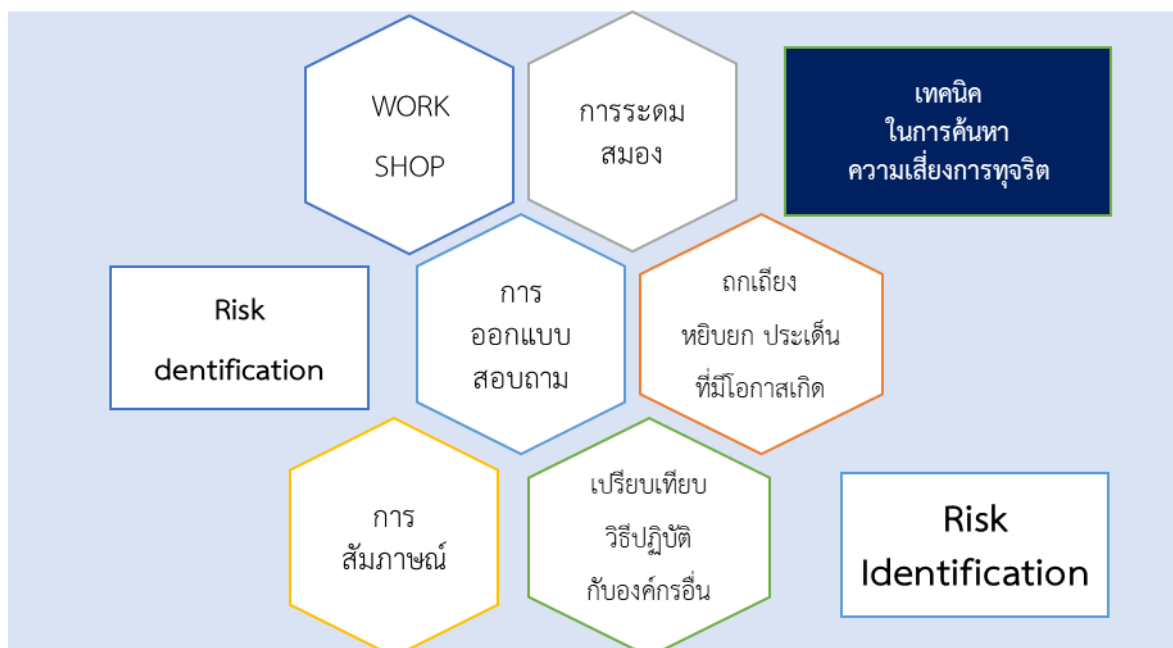 WORK
SHOP
การระดม
สมอง
เทคนิค
ในการค้นหา
ความเสี่ยงการทุจริต
Risk
dentification
การ
ออกแบบ
สอบถาม
ถกเถียง
หยิบยก ประเด็น
ที่มีโอกาสเกิด
การ
สัมภาษณ์
เปรียบเทียบ
วิธีปฏิบัติ
กับองค์กรอื่น
Risk
Identification